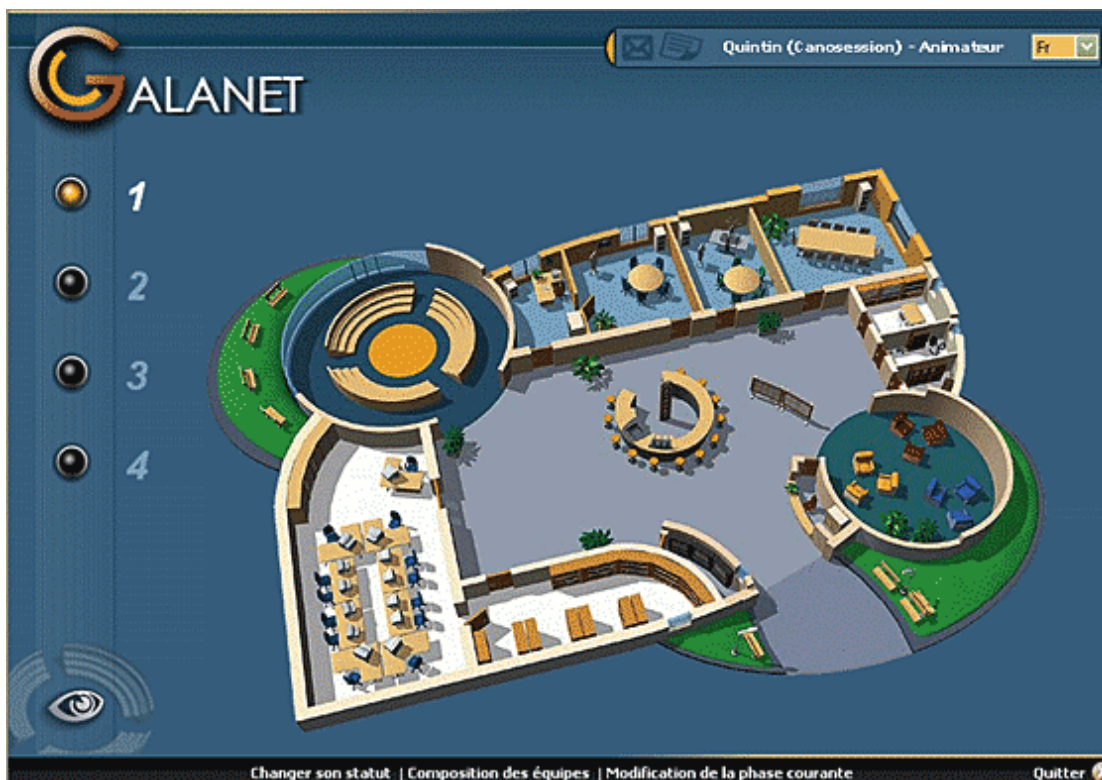 Quintin (Canosession) - Animateur
Fr
GALANET
1
2
3
4
Changer son statut | Composition des équipes | Modification de la phase courante
Quitter